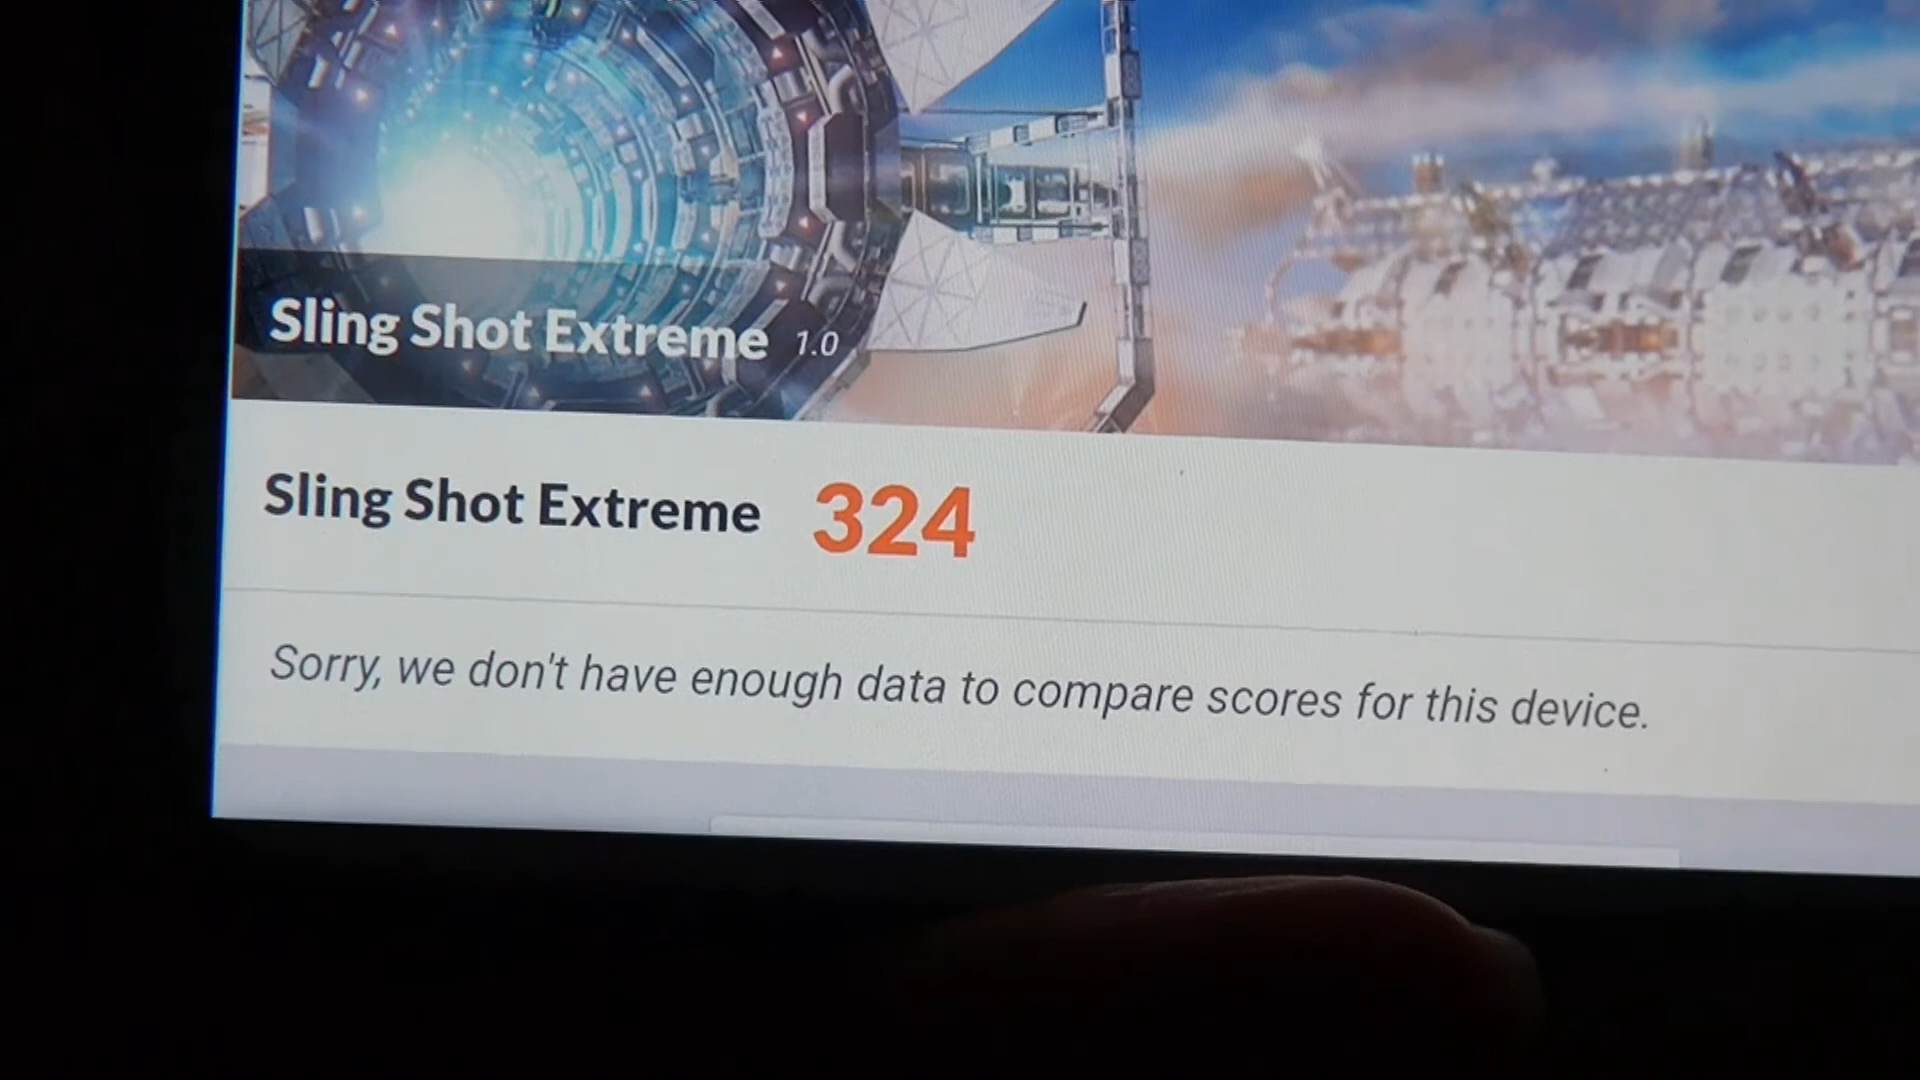 Sling Shot Extreme 1.0
Sling Shot Extreme 324
Sorry, we don't have enough data to compare scores for this device.